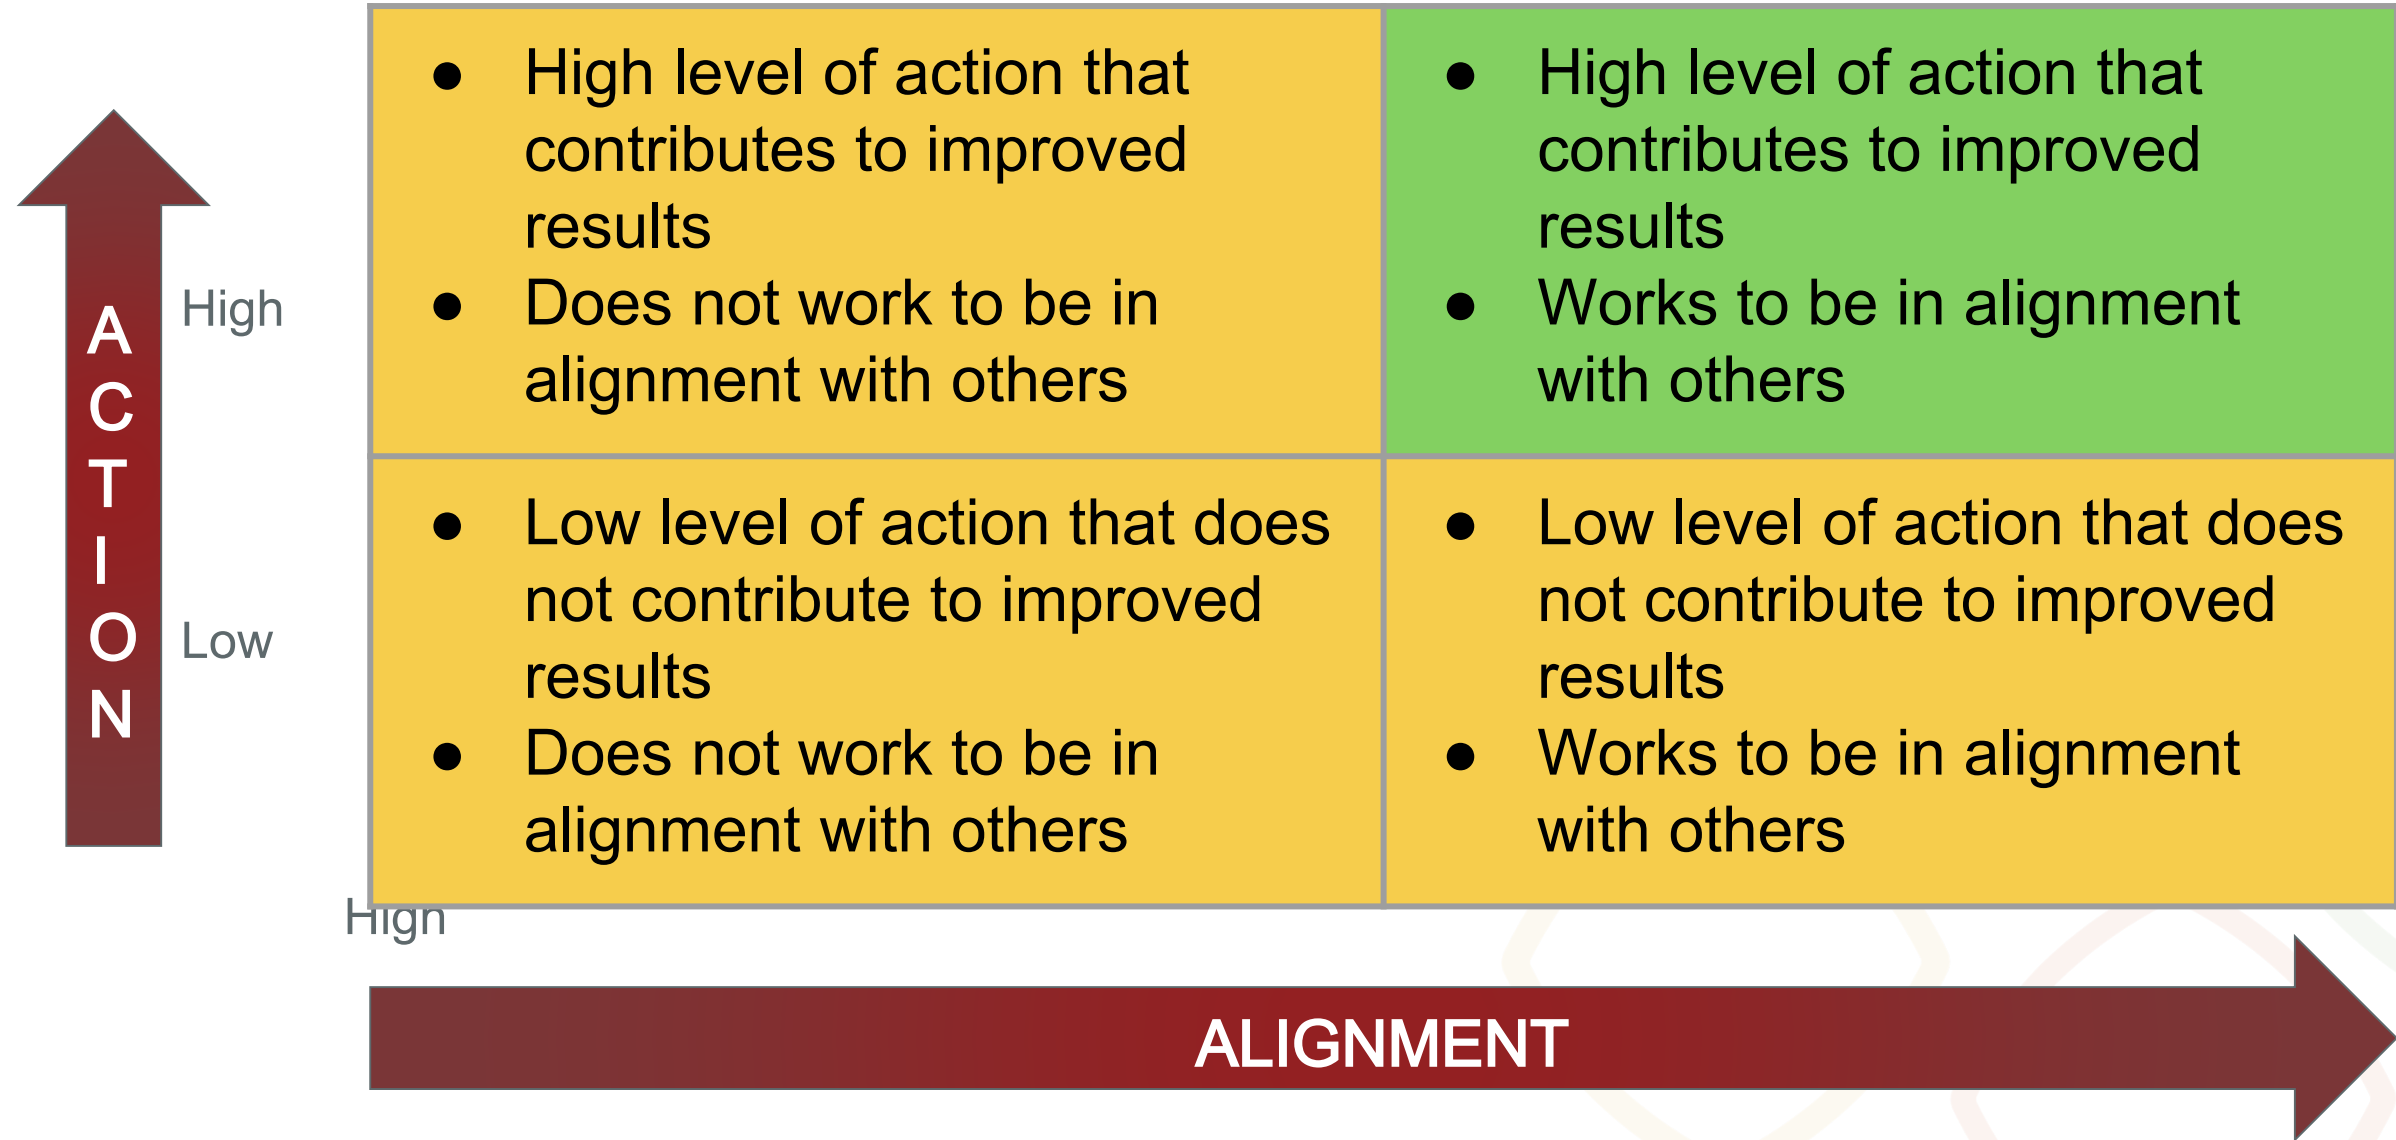 ● High level of action that
contributes to improved
results
● Does not work to be in
alignment with others
● High level of action that
contributes to improved
results
● Works to be in alignment
with others
A
C
T
I
O
N
High
Low
● Low level of action that does
not contribute to improved
results
● Does not work to be in
alignment with others
● Low level of action that does
not contribute to improved
results
● Works to be in alignment
with others
High
ALIGNMENT